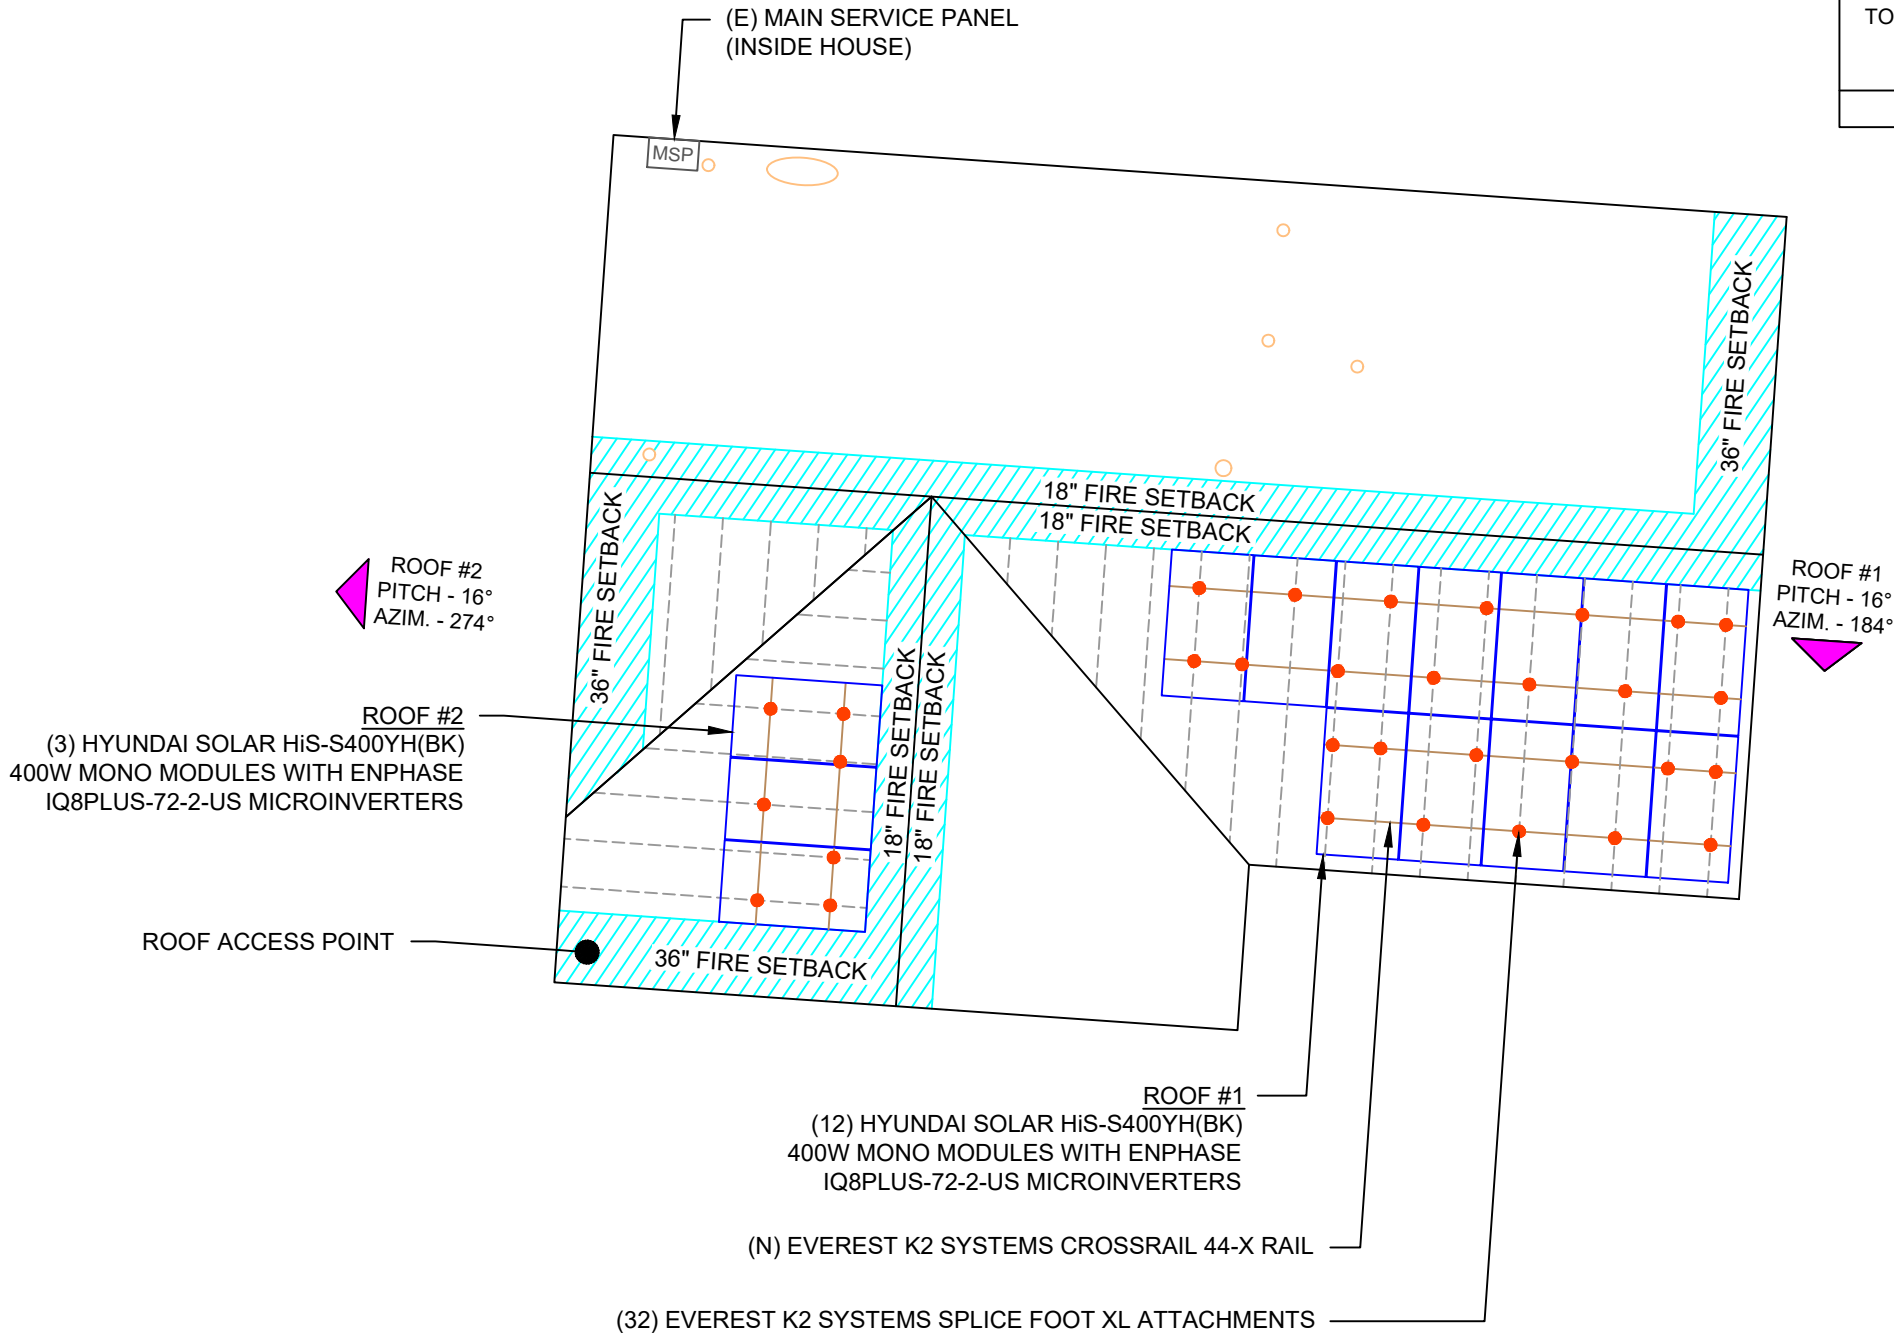 (E) MAIN SERVICE PANEL
(INSIDE HOUSE)
TO
MSP
36" FIRE SETBACK
18" FIRE SETBACK
18" FIRE SETBACK
36" FIRE SETBACK
ROOF #2
PITCH - 16°
AZIM. - 274°
ROOF #1
PITCH - 16°
AZIM. - 184°
18" FIRE SETBACK
18" FIRE SETBACK
ROOF #2
(3) HYUNDAI SOLAR HiS-S400YH(BK)
400W MONO MODULES WITH ENPHASE
IQ8PLUS-72-2-US MICROINVERTERS
ROOF ACCESS POINT
36" FIRE SETBACK
ROOF #1
(12) HYUNDAI SOLAR HiS-S400YH(BK)
400W MONO MODULES WITH ENPHASE
IQ8PLUS-72-2-US MICROINVERTERS
(N) EVEREST K2 SYSTEMS CROSSRAIL 44-X RAIL
(32) EVEREST K2 SYSTEMS SPLICE FOOT XL ATTACHMENTS